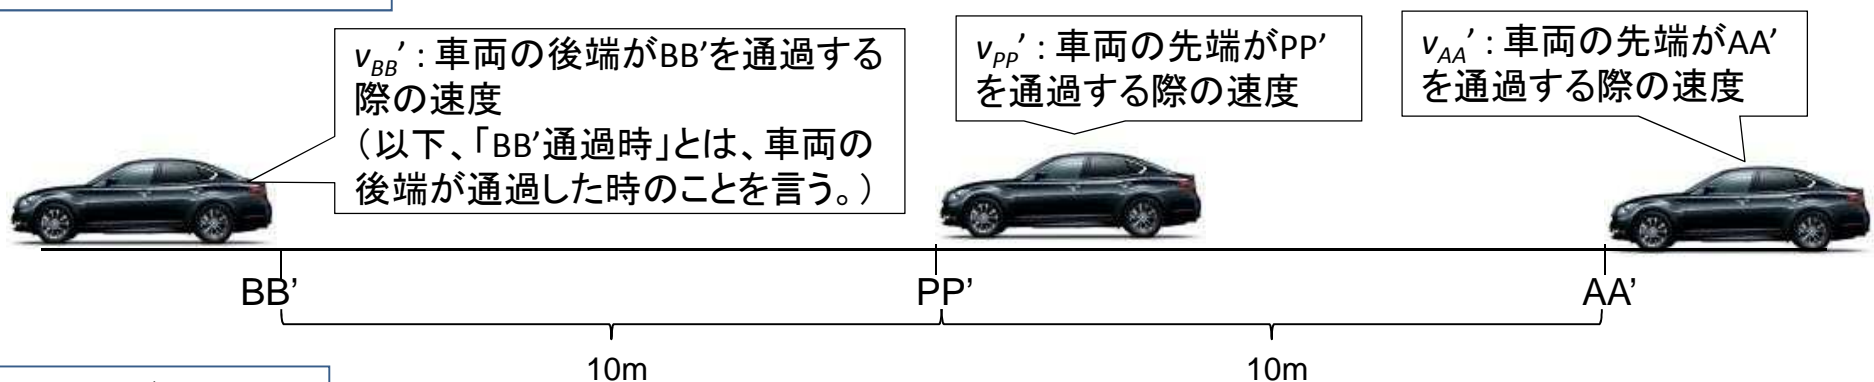 v_BB' : 車両の後端がBB'を通過する
際の速度
（以下、「BB'通過時」とは、車両の
後端が通過した時のことを言う。）
v_PP' : 車両の先端がPP'
を通過する際の速度
v_AA' : 車両の先端がAA'
を通過する際の速度
BB'
PP'
AA'
10m
10m